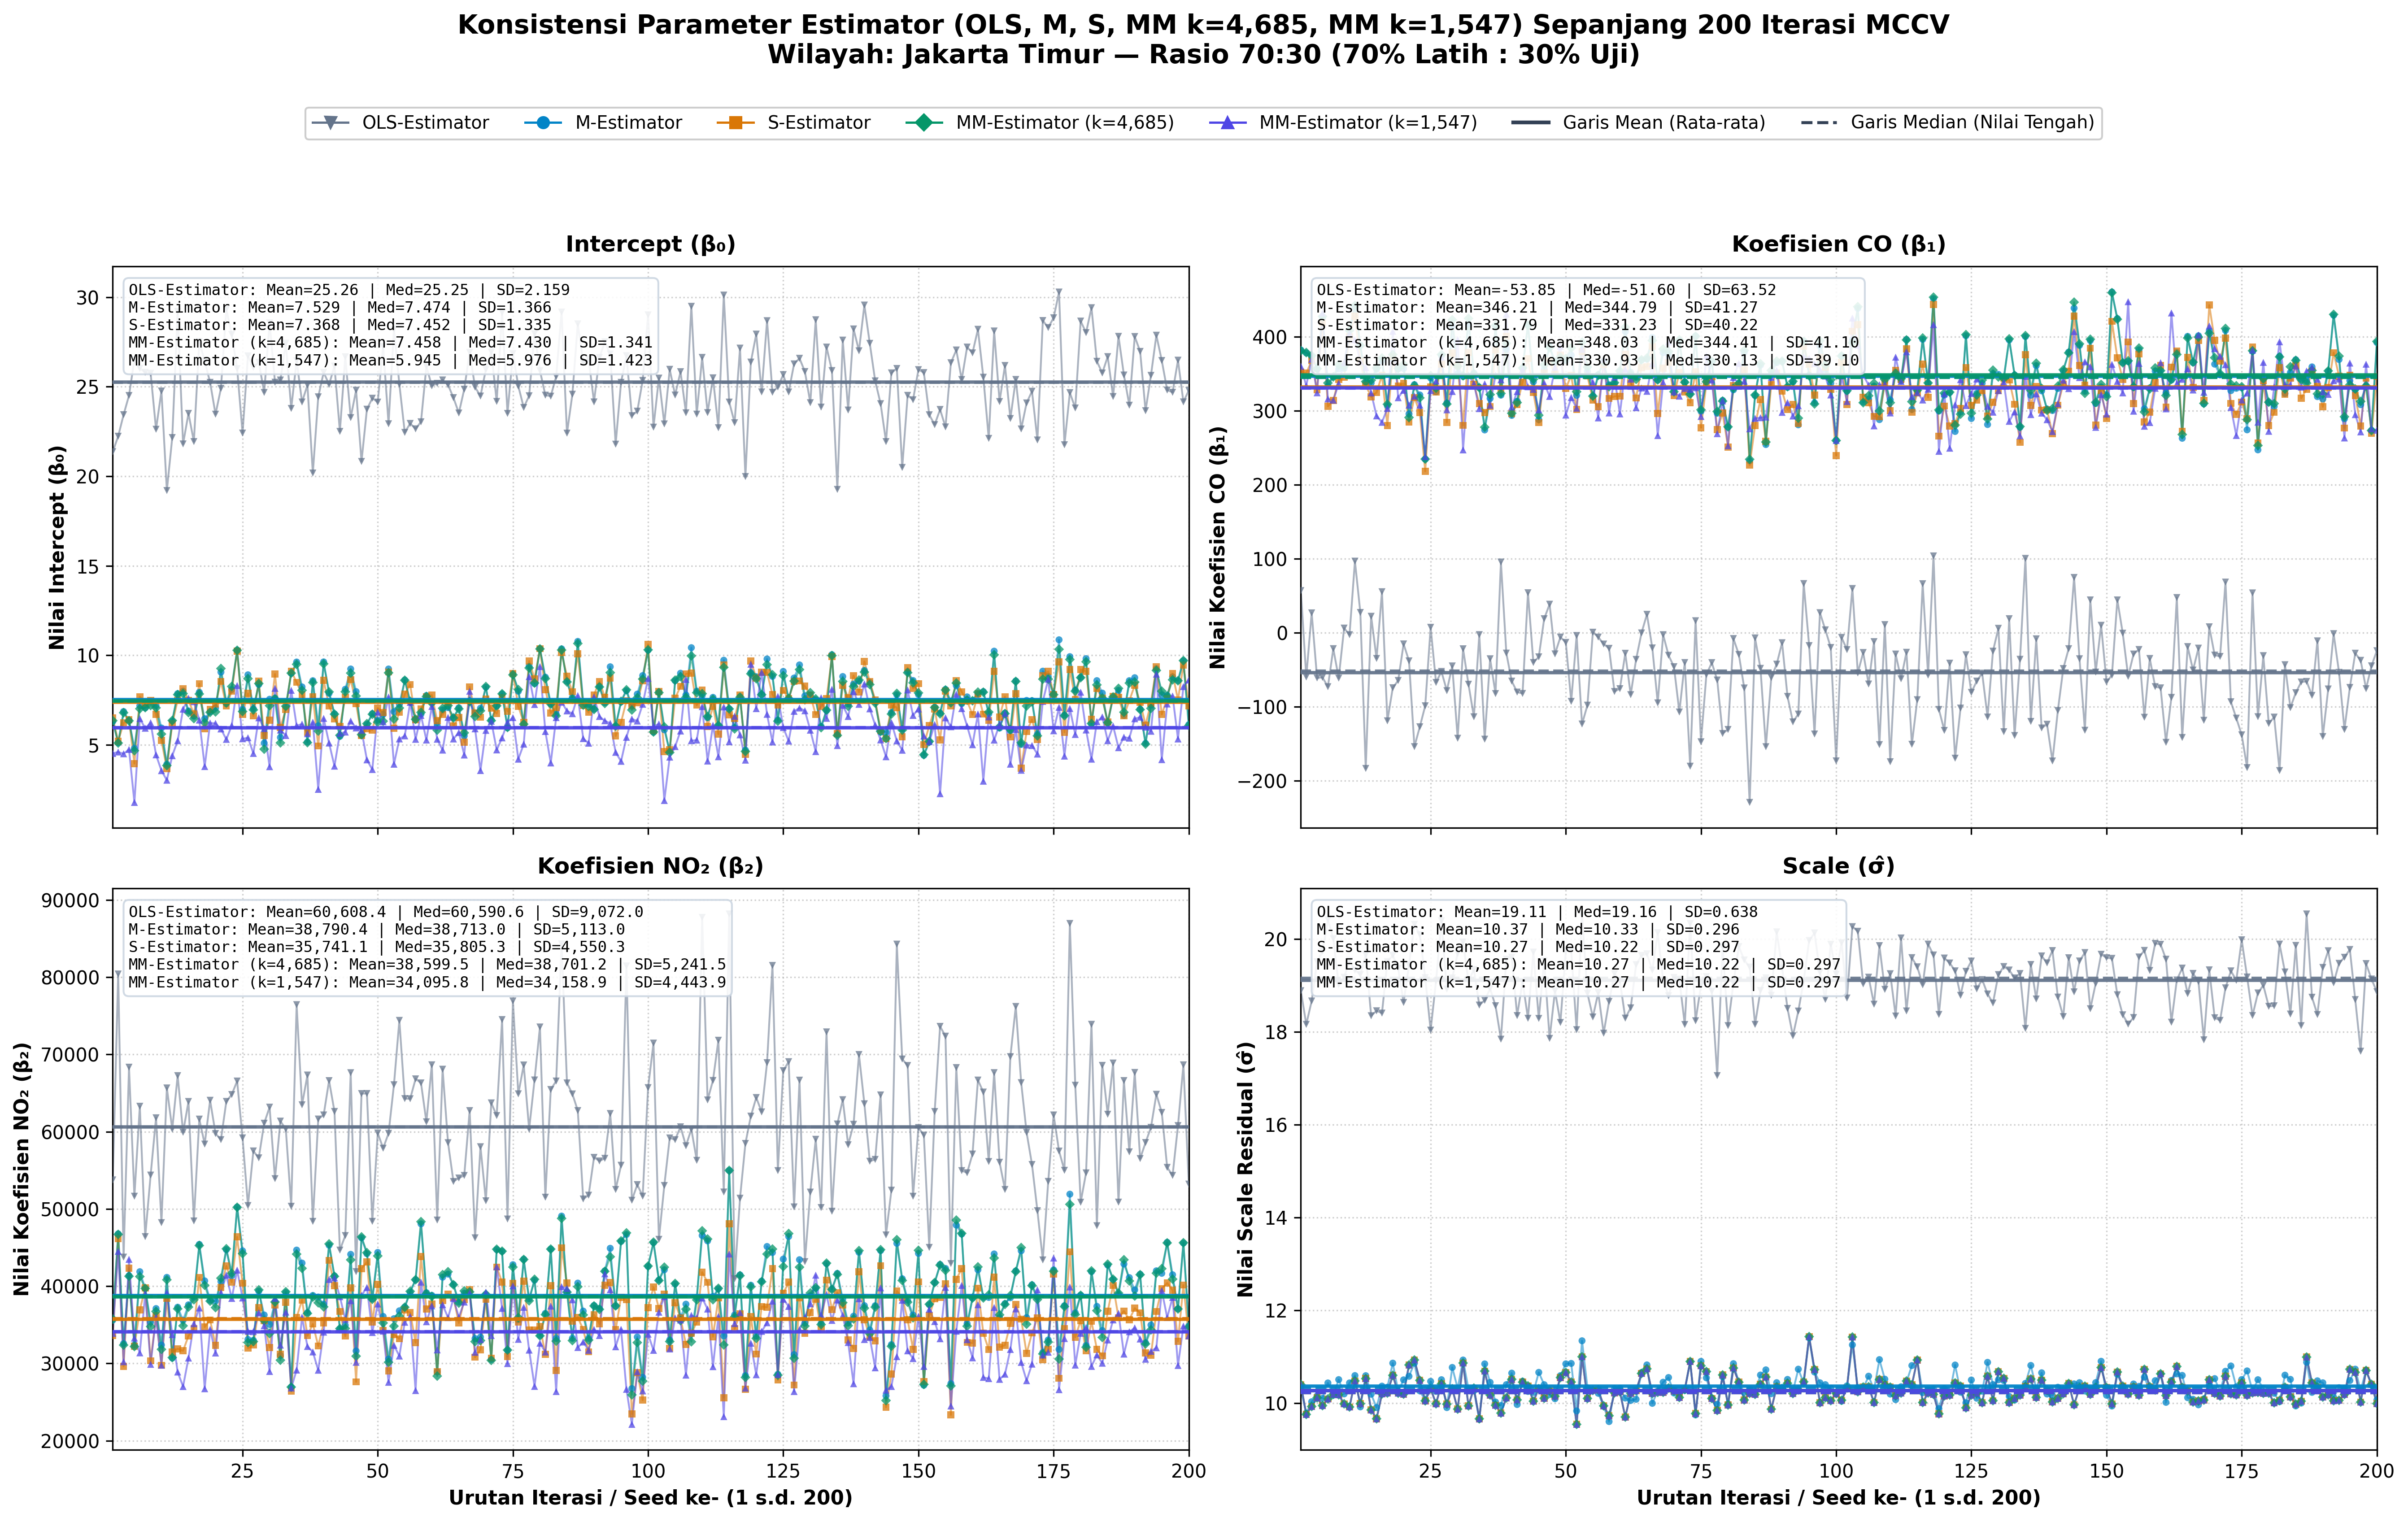 Konsistensi Parameter Estimator (OLS, M, S, MM k=4,685, MM k=1,547) Sepanjang 200 Iterasi MCCV
Wilayah: Jakarta Timur — Rasio 70:30 (70% Latih : 30% Uji)
OLS-Estimator
M-Estimator
S-Estimator
MM-Estimator (k=4,685)
MM-Estimator (k=1,547)
Garis Mean (Rata-rata)
Garis Median (Nilai Tengah)
Intercept (β₀)
OLS-Estimator: Mean=25.26 | Med=25.25 | SD=2.159
M-Estimator: Mean=7.529 | Med=7.474 | SD=1.366
S-Estimator: Mean=7.368 | Med=7.452 | SD=1.335
MM-Estimator (k=4,685): Mean=7.458 | Med=7.430 | SD=1.341
MM-Estimator (k=1,547): Mean=5.945 | Med=5.976 | SD=1.423
Nilai Intercept (β₀)
30
25
20
15
10
5
Koefisien CO (β₁)
OLS-Estimator: Mean=-53.85 | Med=-51.60 | SD=63.52
M-Estimator: Mean=346.21 | Med=344.79 | SD=41.27
S-Estimator: Mean=331.79 | Med=331.23 | SD=40.22
MM-Estimator (k=4,685): Mean=348.03 | Med=344.41 | SD=41.10
MM-Estimator (k=1,547): Mean=330.93 | Med=330.13 | SD=39.10
Nilai Koefisien CO (β₁)
400
300
200
100
0
−100
−200
Koefisien NO₂ (β₂)
OLS-Estimator: Mean=60,608.4 | Med=60,590.6 | SD=9,072.0
M-Estimator: Mean=38,790.4 | Med=38,713.0 | SD=5,113.0
S-Estimator: Mean=35,741.1 | Med=35,805.3 | SD=4,550.3
MM-Estimator (k=4,685): Mean=38,599.5 | Med=38,701.2 | SD=5,241.5
MM-Estimator (k=1,547): Mean=34,095.8 | Med=34,158.9 | SD=4,443.9
Nilai Koefisien NO₂ (β₂)
90000
80000
70000
60000
50000
40000
30000
20000
25 50 75 100 125 150 175 200
Urutan Iterasi / Seed ke- (1 s.d. 200)
Scale (σ̂)
OLS-Estimator: Mean=19.11 | Med=19.16 | SD=0.638
M-Estimator: Mean=10.37 | Med=10.33 | SD=0.296
S-Estimator: Mean=10.27 | Med=10.22 | SD=0.297
MM-Estimator (k=4,685): Mean=10.27 | Med=10.22 | SD=0.297
MM-Estimator (k=1,547): Mean=10.27 | Med=10.22 | SD=0.297
Nilai Scale Residual (σ̂)
20
18
16
14
12
10
25 50 75 100 125 150 175 200
Urutan Iterasi / Seed ke- (1 s.d. 200)